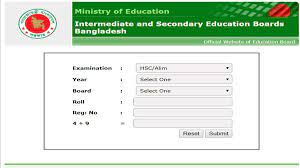 Ministry of Education
Intermediate and Secondary Education Boards
Bangladesh
Official Website of Education Board
Examination : HSC/Alim
Year : Select One
Board : Select One
Roll :
Reg: No :
4 + 9 =
Reset Submit